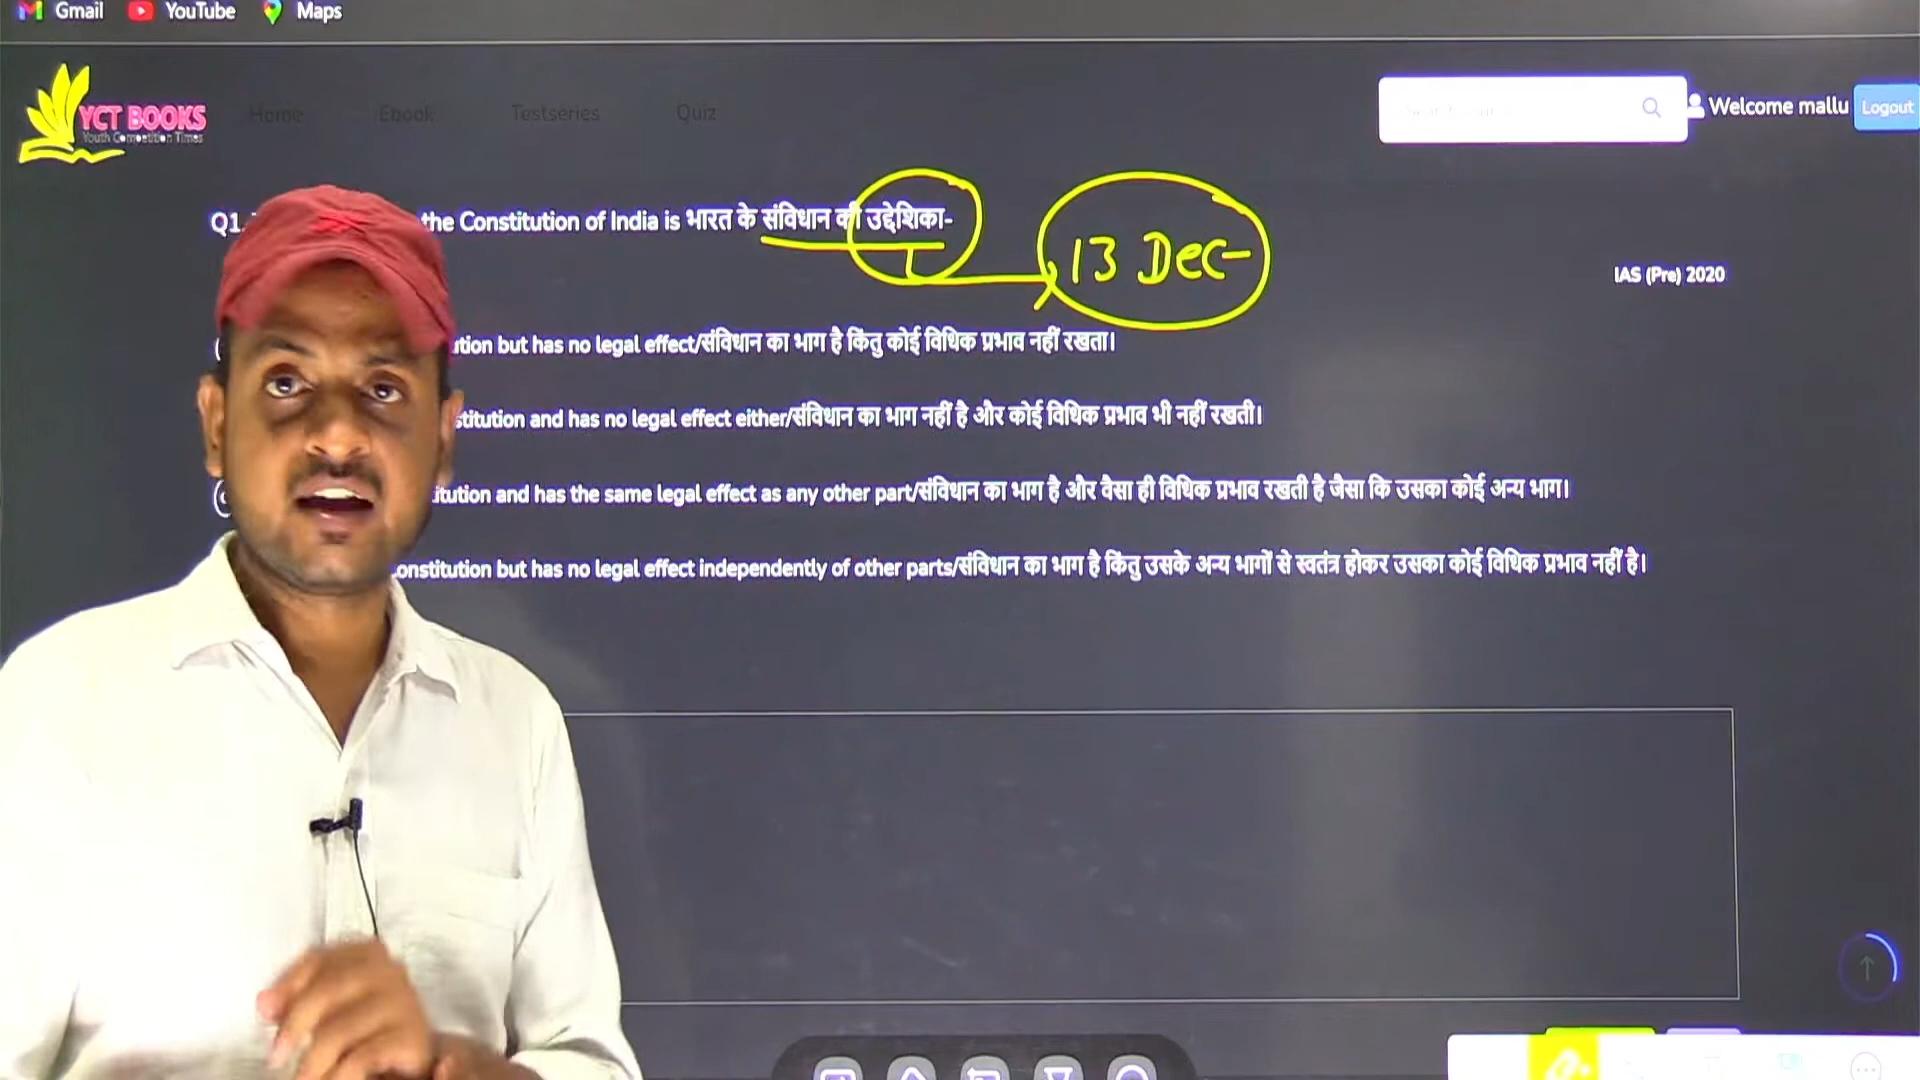 Gmail YouTube Maps
YCT BOOKS
Youth Competition Times
Home Ebook Testseries Quiz
Welcome mallu Logout
Q1. the Constitution of India is भारत के संविधान की उद्देशिका-
13 Dec-
IAS (Pre) 2020
tion but has no legal effect/संविधान का भाग है किंतु कोई विधिक प्रभाव नहीं रखता।
stitution and has no legal effect either/संविधान का भाग नहीं है और कोई विधिक प्रभाव भी नहीं रखती।
itution and has the same legal effect as any other part/संविधान का भाग है और वैसा ही विधिक प्रभाव रखती है जैसा कि उसका कोई अन्य भाग।
onstitution but has no legal effect independently of other parts/संविधान का भाग है किंतु उसके अन्य भागों से स्वतंत्र होकर उसका कोई विधिक प्रभाव नहीं है।